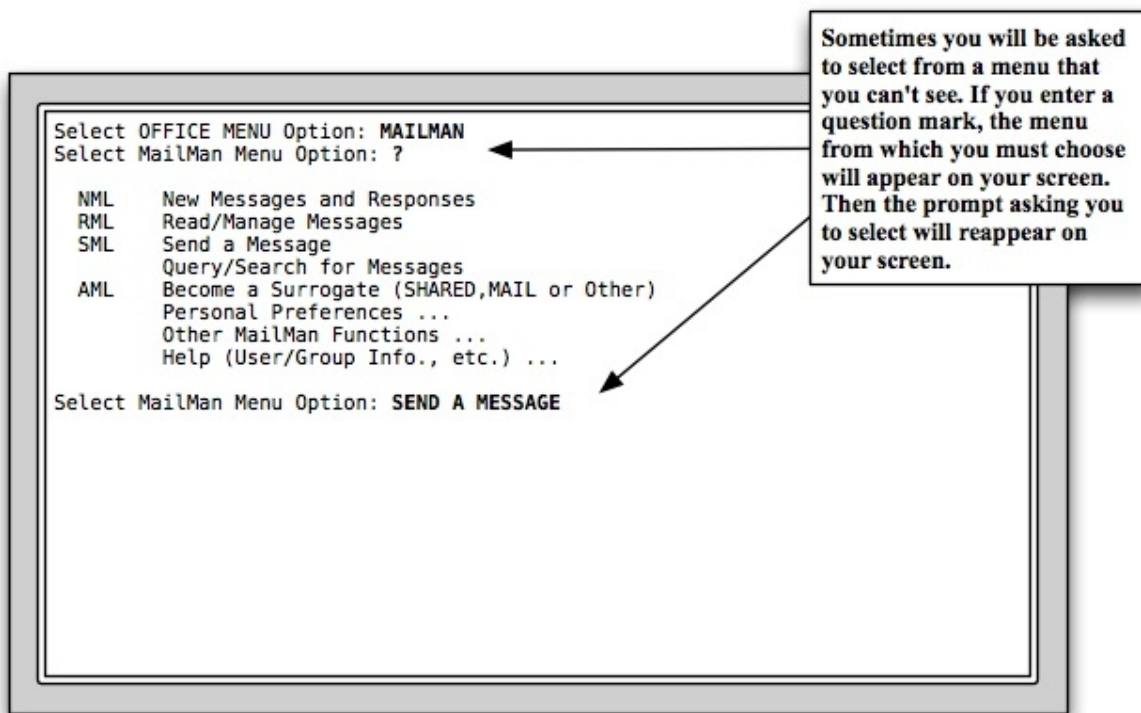 Sometimes you will be asked
to select from a menu that
you can't see. If you enter a
question mark, the menu
from which you must choose
will appear on your screen.
Then the prompt asking you
to select will reappear on
your screen.
Select OFFICE MENU Option: MAILMAN
Select MailMan Menu Option: ?
NML New Messages and Responses
RML Read/Manage Messages
SML Send a Message
Query/Search for Messages
AML Become a Surrogate (SHARED,MAIL or Other)
Personal Preferences ...
Other MailMan Functions ...
Help (User/Group Info., etc.) ...
Select MailMan Menu Option: SEND A MESSAGE